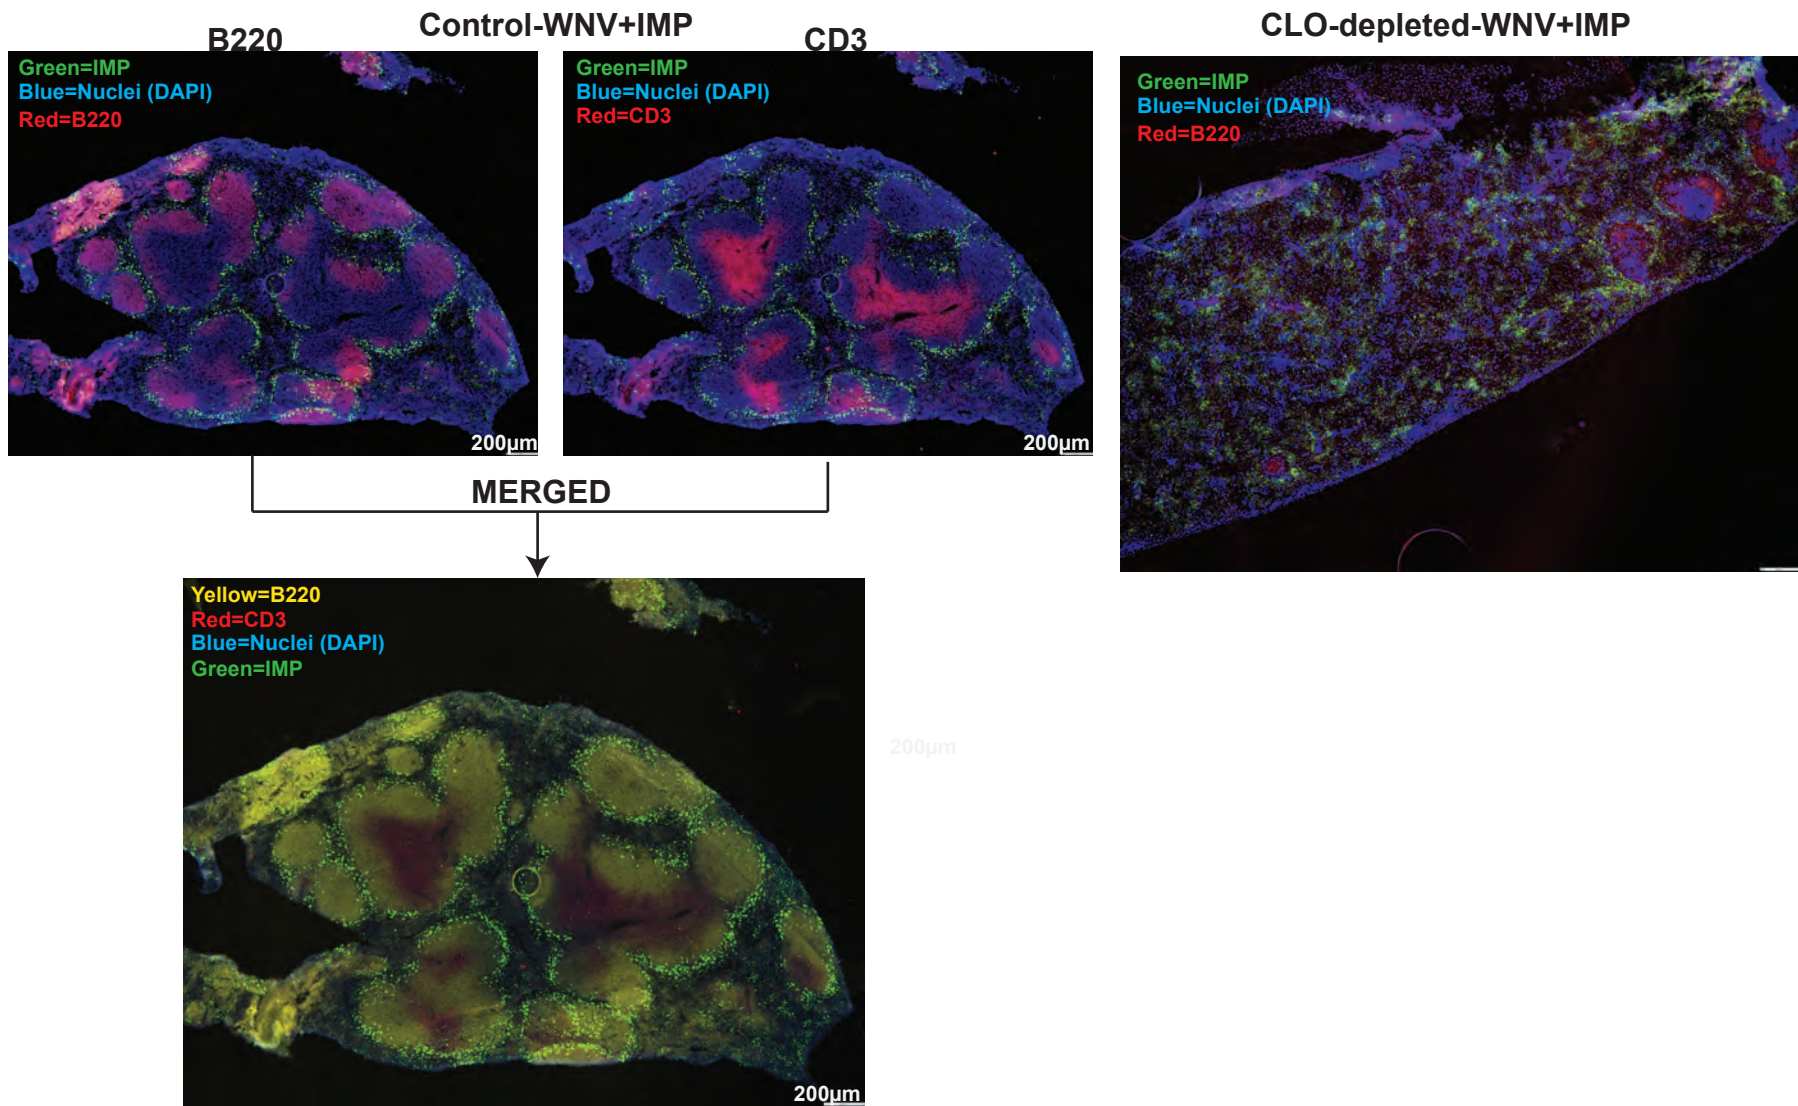 Control-WNV+IMP
B220
CD3
CLO-depleted-WNV+IMP
Green=IMP
Blue=Nuclei (DAPI)
Red=B220
200µm
Green=IMP
Blue=Nuclei (DAPI)
Red=CD3
200µm
Green=IMP
Blue=Nuclei (DAPI)
Red=B220
MERGED
Yellow=B220
Red=CD3
Blue=Nuclei (DAPI)
Green=IMP
200µm
200µm